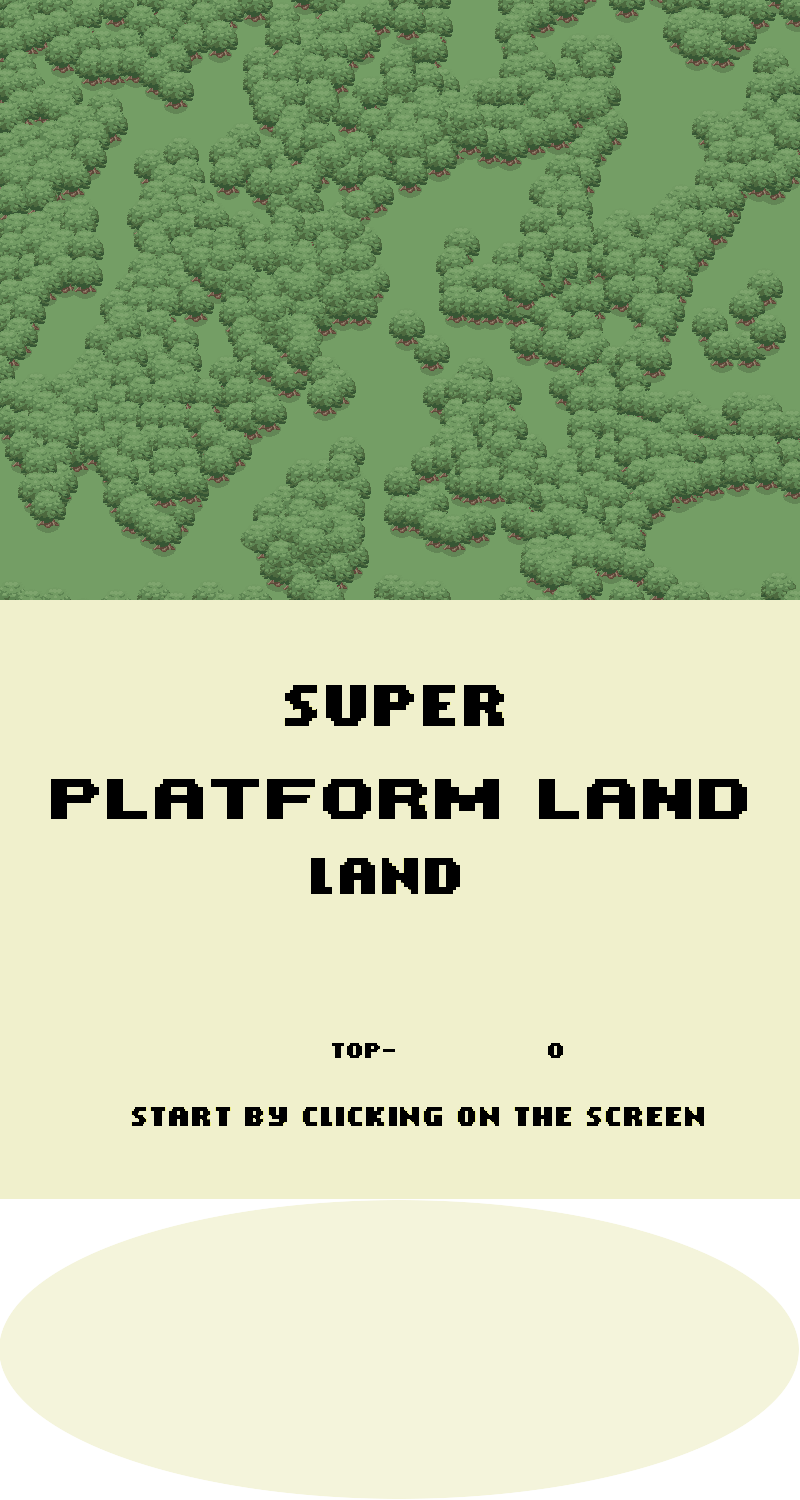 SUPER
PLATFORM LAND
LAND
TOP- 0
START BY CLICKING ON THE SCREEN